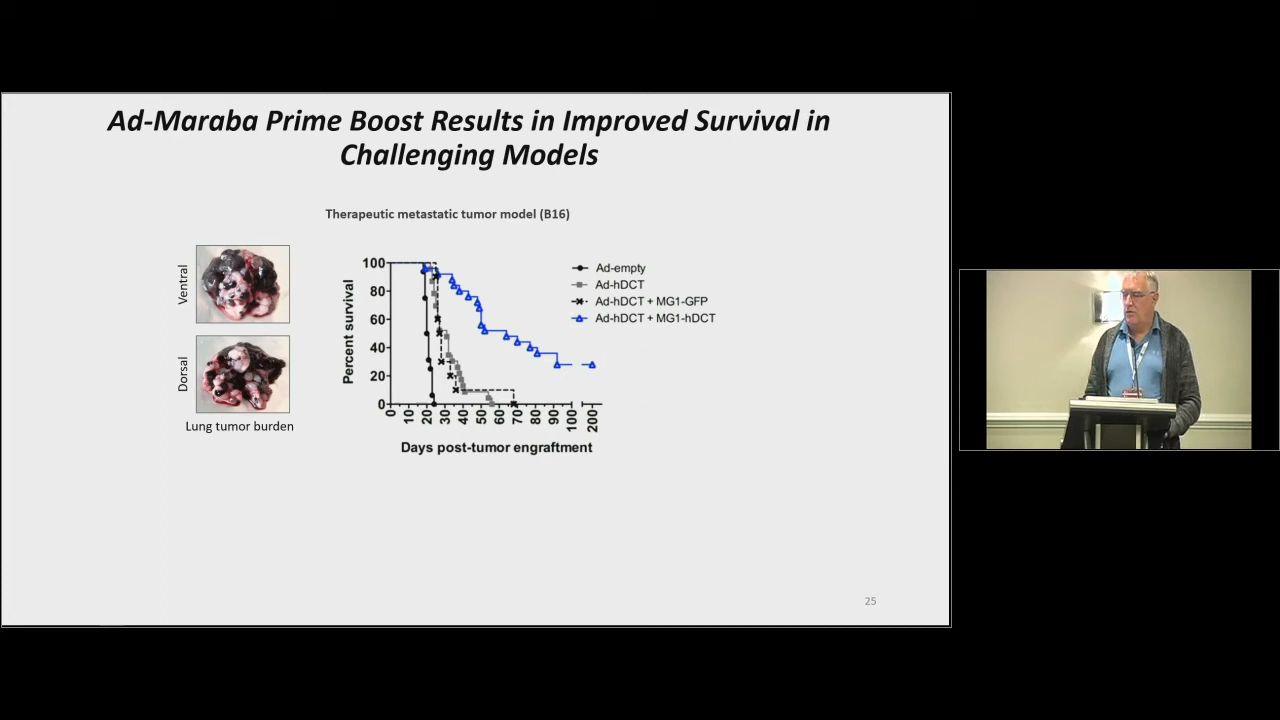 Ad-Maraba Prime Boost Results in Improved Survival in
Challenging Models
Therapeutic metastatic tumor model (B16)
Ventral
Dorsal
Lung tumor burden
Percent survival
100
80
60
40
20
0
0 10 20 30 40 50 60 70 80 90 100 200
Days post-tumor engraftment
Ad-empty
Ad-hDCT
Ad-hDCT + MG1-GFP
Ad-hDCT + MG1-hDCT
25